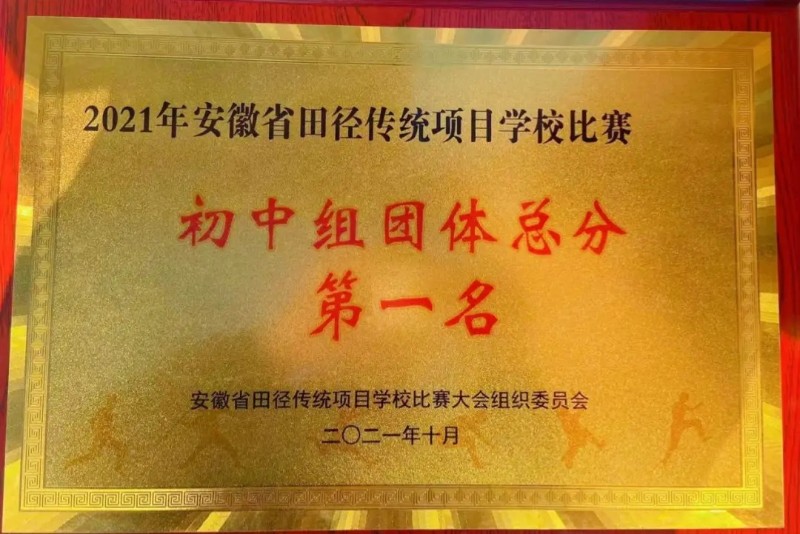 2021年安徽省田径传统项目学校比赛
初中组团体总分
第一名
安徽省田径传统项目学校比赛大会组织委员会
二〇二一年十月